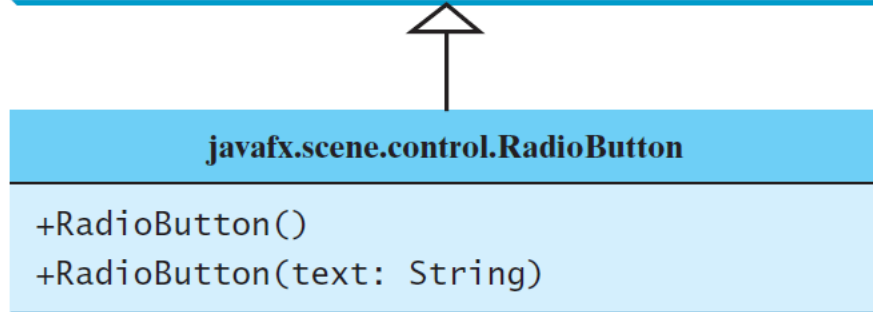 javafx.scene.control.RadioButton
+RadioButton()
+RadioButton(text: String)